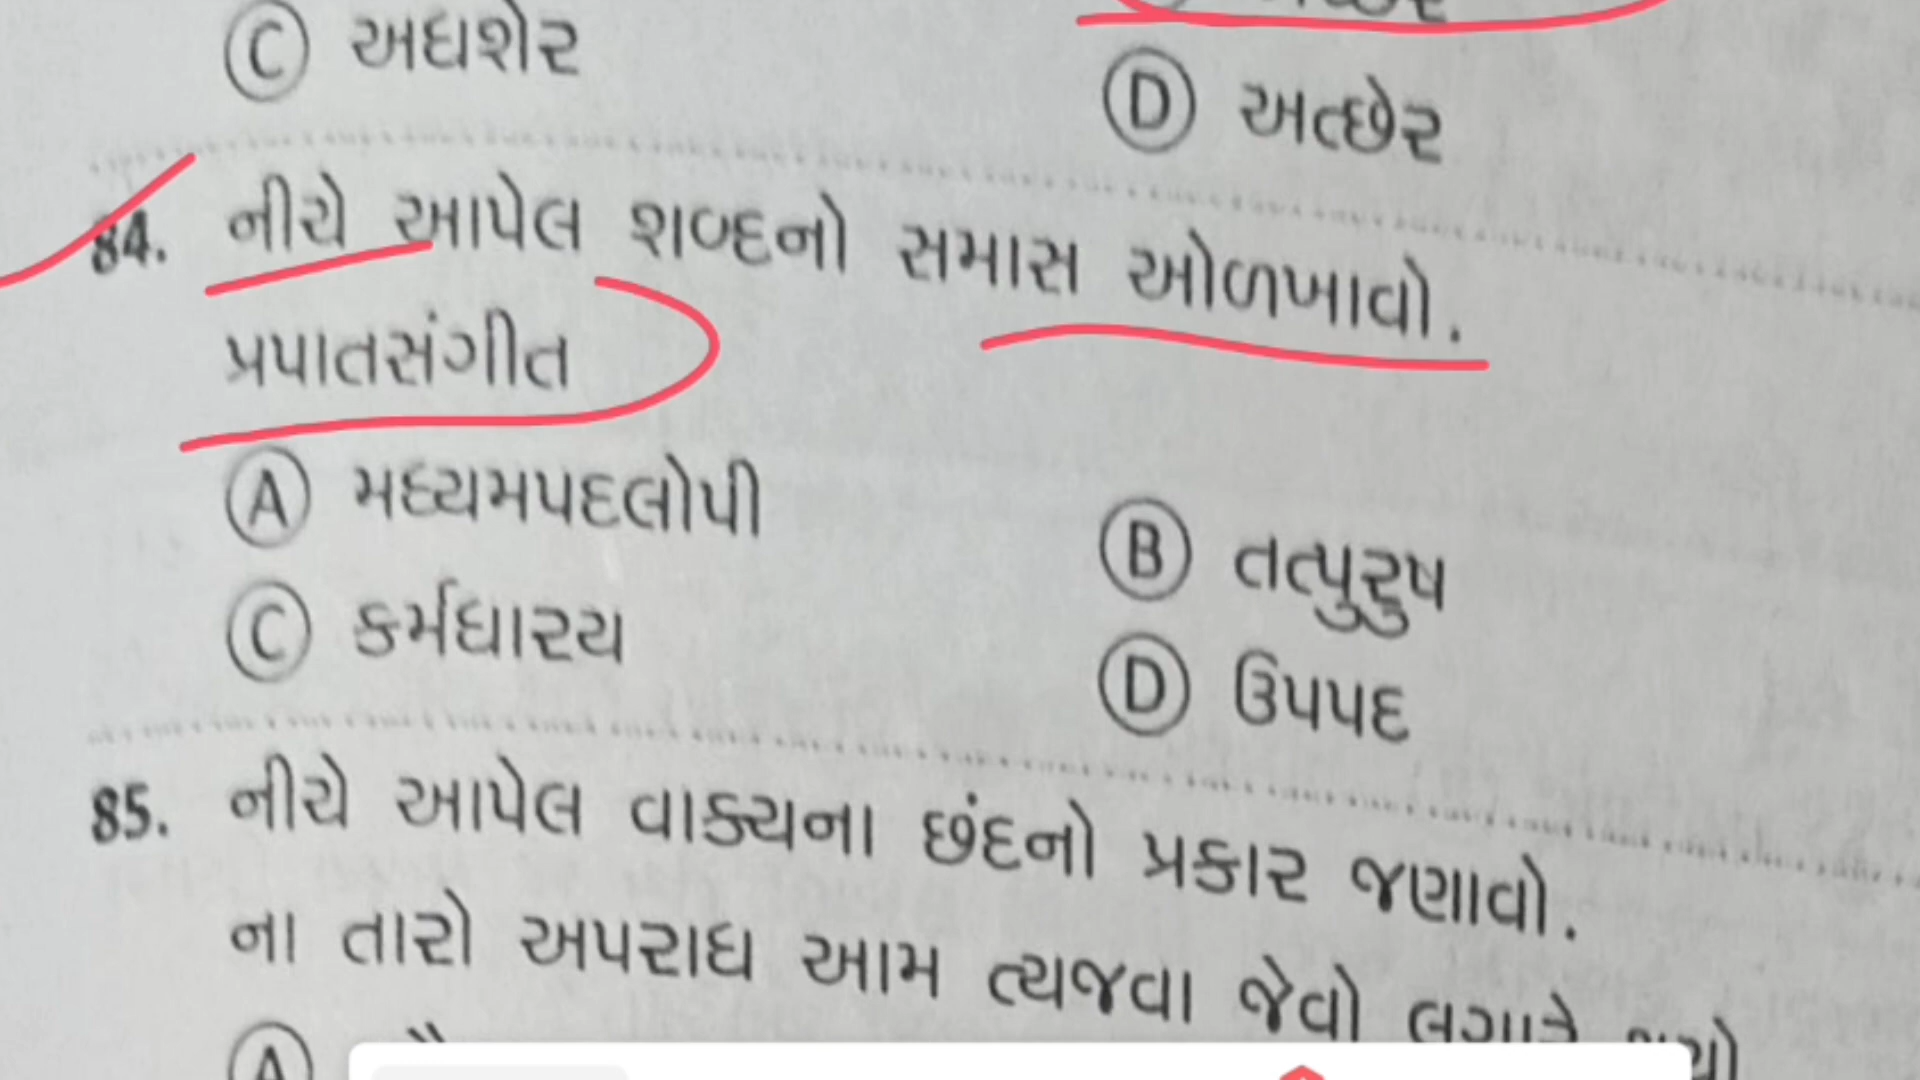 C અધશેર
D અચ્છેર
84. નીચે આપેલ શબ્દનો સમાસ ઓળખાવો.
પ્રપાતસંગીત
A મધ્યમપદલોપી
B તત્પુરુષ
C કર્મધારય
D ઉપપદ
85. નીચે આપેલ વાક્યના છંદનો પ્રકાર જણાવો.
ના તારો અપરાધ આમ ત્યજવા જેવો
A